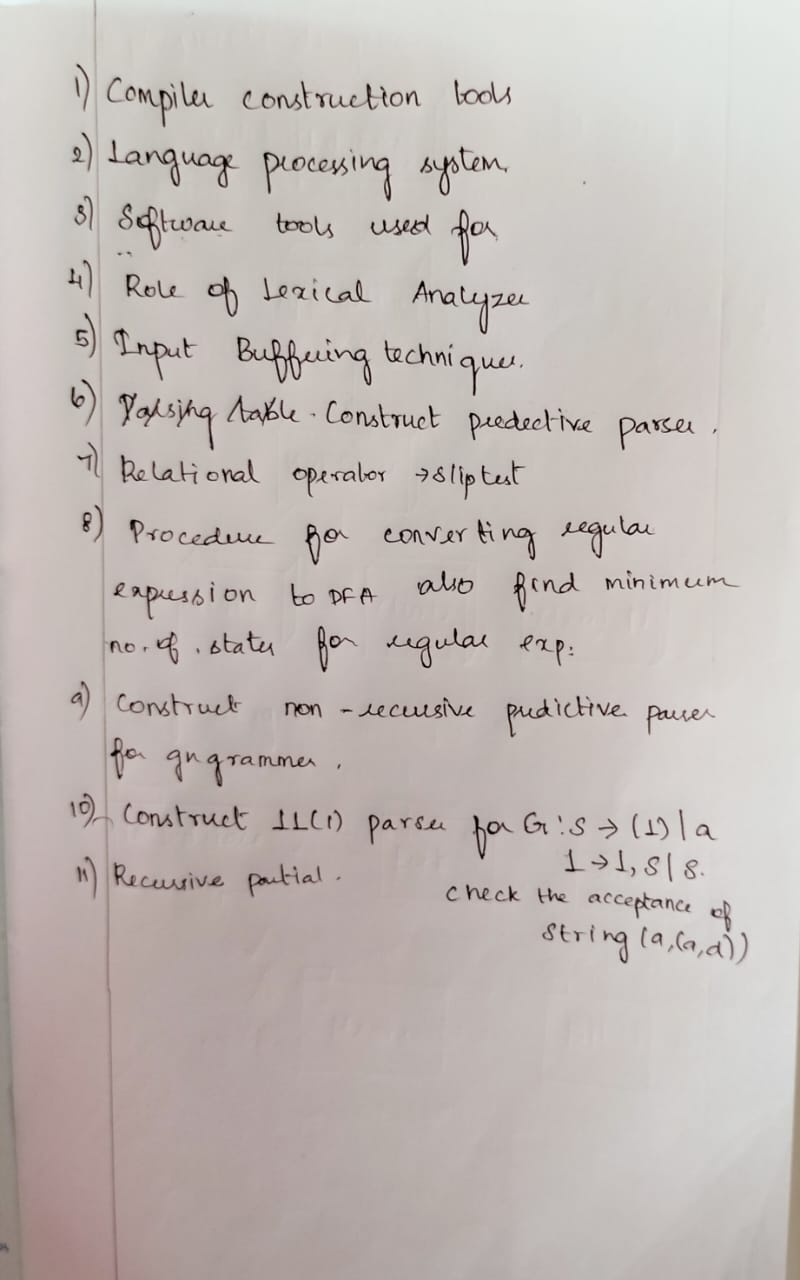 1) Compiler construction tools
2) Language processing system.
3) Software tools used for
4) Role of Lexical Analyzer
5) Input Buffering techniques.
6) Parsing table. Construct predective parser.
7) Relational operator → slip test
8) Procedure for converting regular
expression to DFA also find minimum
no. of. states for regular exp:
9) Construct non-recursive predictive parser
for gn grammer.
10) Construct LL(1) parser for G: S → (L) | a
L → L, S | S.
11) Recursive partial.
check the acceptance of
string (a,(a,d))